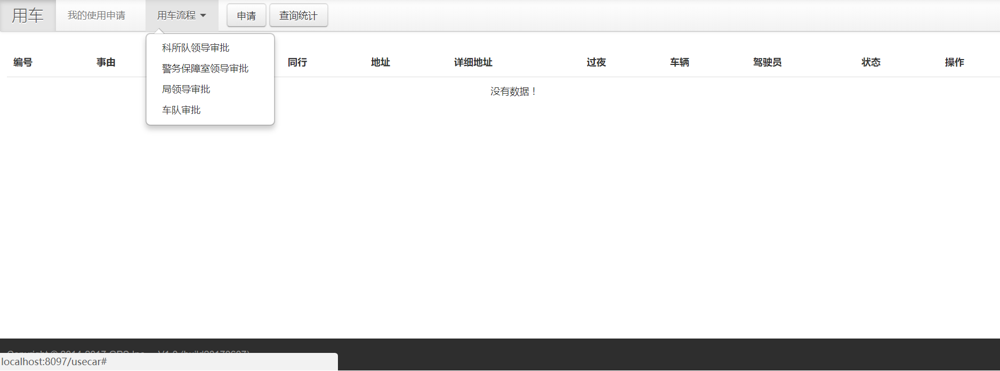 用车 我的使用申请 用车流程 申请 查询统计
科所队领导审批
警务保障室领导审批
局领导审批
车队审批
编号 事由 同行 地址 详细地址 过夜 车辆 驾驶员 状态 操作
没有数据！
localhost:8097/usecar#